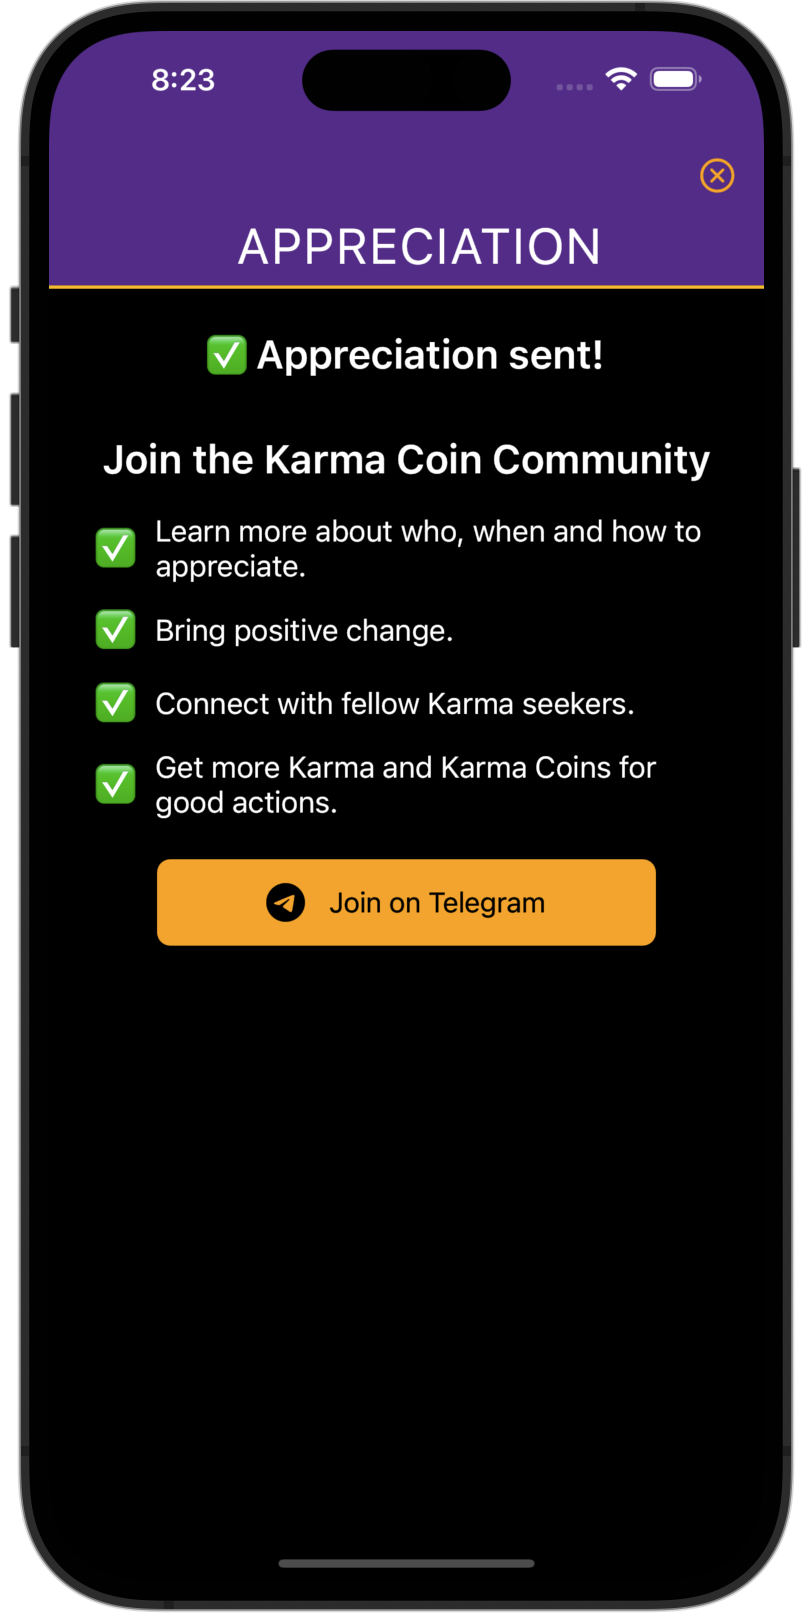 8:23
APPRECIATION
✅ Appreciation sent!
Join the Karma Coin Community
✅ Learn more about who, when and how to
appreciate.
✅ Bring positive change.
✅ Connect with fellow Karma seekers.
✅ Get more Karma and Karma Coins for
good actions.
Join on Telegram